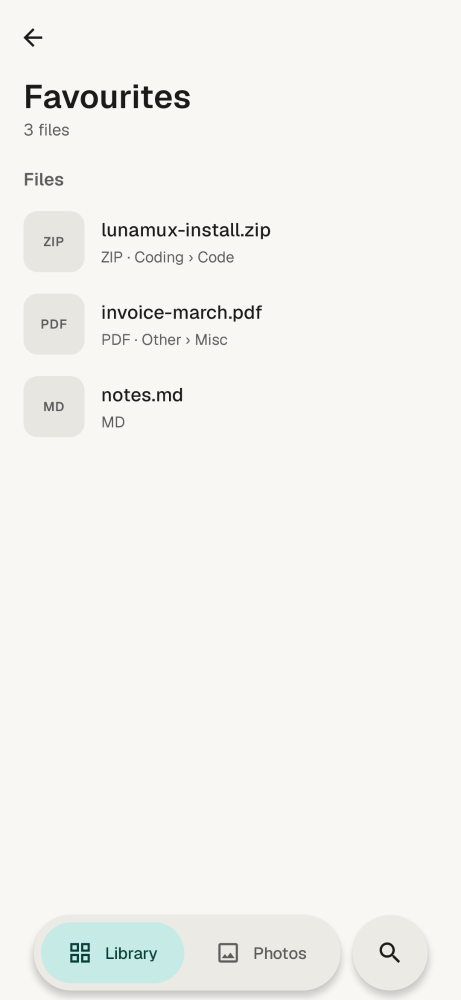 Favourites
3 files
Files
ZIP
lunamux-install.zip
ZIP · Coding › Code
PDF
invoice-march.pdf
PDF · Other › Misc
MD
notes.md
MD
Library
Photos